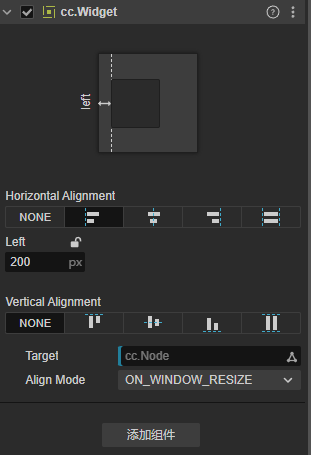 cc.Widget
left
Horizontal Alignment
NONE
Left
200 px
Vertical Alignment
NONE
Target cc.Node
Align Mode ON_WINDOW_RESIZE
添加组件